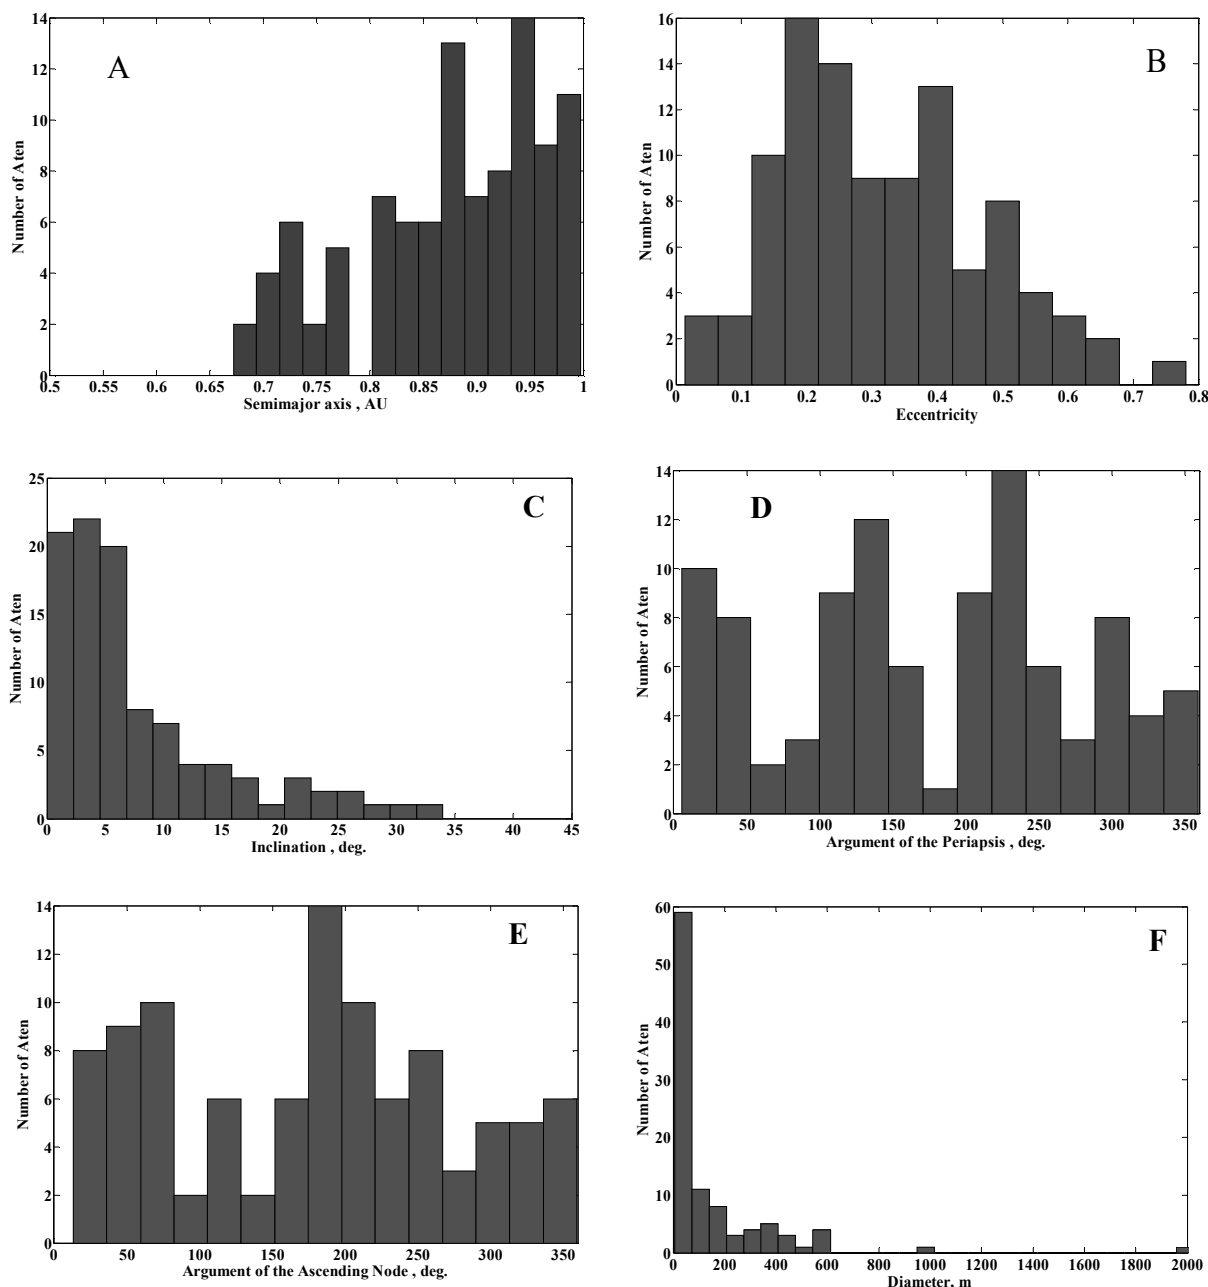 A
14
12
10
8
6
4
2
0
Number of Aten
0.5 0.55 0.6 0.65 0.7 0.75 0.8 0.85 0.9 0.95 1
Semimajor axis , AU
B
16
14
12
10
8
6
4
2
0
Number of Aten
0 0.1 0.2 0.3 0.4 0.5 0.6 0.7 0.8
Eccentricity
C
25
20
15
10
5
0
Number of Aten
0 5 10 15 20 25 30 35 40 45
Inclination , deg.
D
14
12
10
8
6
4
2
0
Number of Aten
0 50 100 150 200 250 300 350
Argument of the Periapsis , deg.
E
14
12
10
8
6
4
2
0
Number of Aten
0 50 100 150 200 250 300 350
Argument of the Ascending Node , deg.
F
60
50
40
30
20
10
0
Number of Aten
0 200 400 600 800 1000 1200 1400 1600 1800 2000
Diameter, m